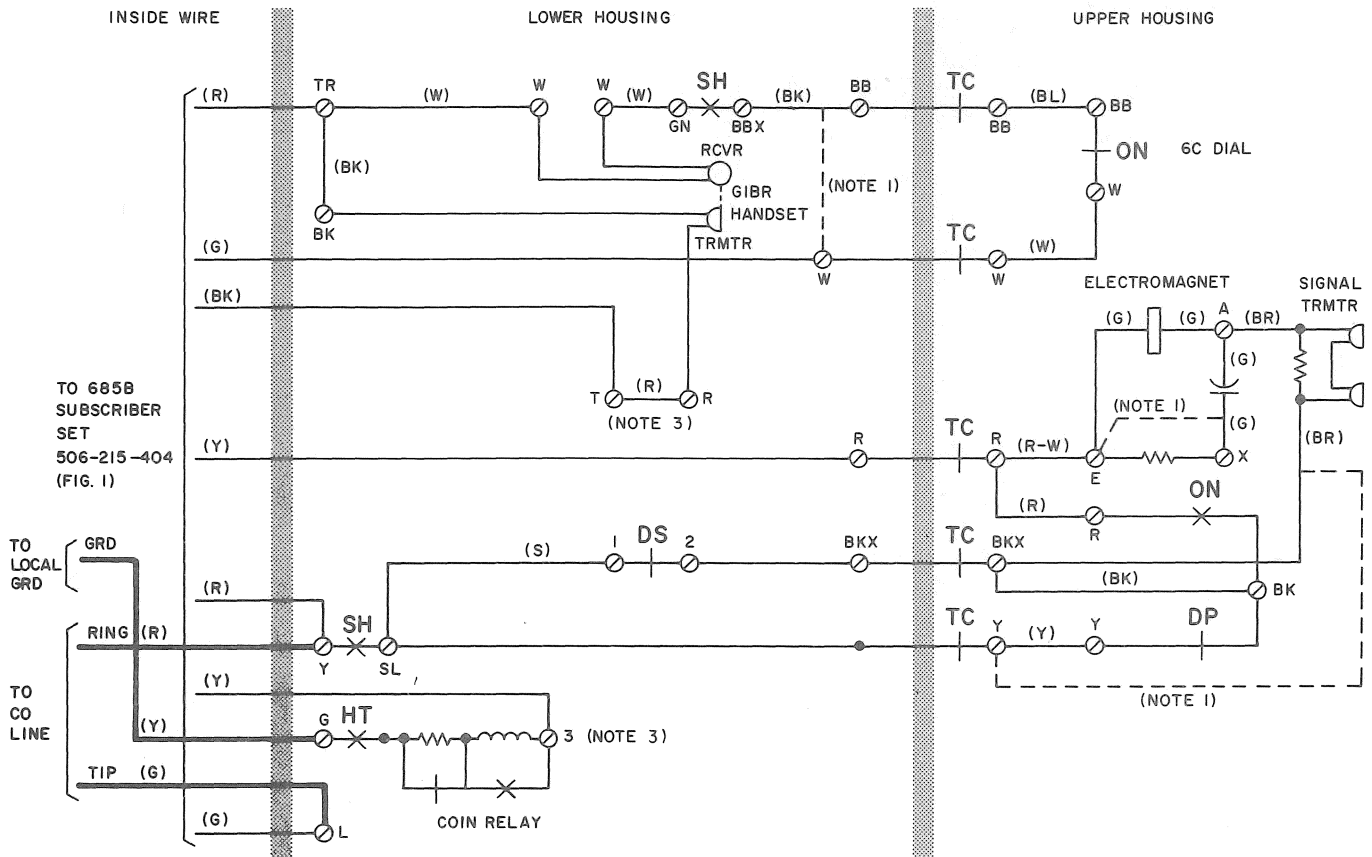 INSIDE WIRE
LOWER HOUSING
UPPER HOUSING
(R)
TR
(W)
W
W
(W)
SH
GN
BBX
(BK)
BB
TC
BB
(BL)
BB
ON
6C DIAL
(BK)
RCVR
G1BR
HANDSET
TRMTR
(NOTE 1)
W
BK
(G)
W
TC
W
(W)
(BK)
ELECTROMAGNET
SIGNAL
TRMTR
(G)
(G)
A
(BR)
(G)
T
(R)
R
(NOTE 3)
(NOTE 1)
(G)
(BR)
TO 685B
SUBSCRIBER
SET
506-215-404
(FIG. 1)
(Y)
R
TC
R
(R-W)
E
X
(R)
R
ON
TO
LOCAL
GRD
GRD
(S)
1
DS
2
BKX
TC
BKX
(BK)
BK
(R)
RING
(R)
Y
SH
SL
TC
Y
(Y)
Y
DP
(NOTE 1)
TO
CO
LINE
(Y)
(Y)
G
HT
3 (NOTE 3)
TIP
(G)
COIN RELAY
(G)
L